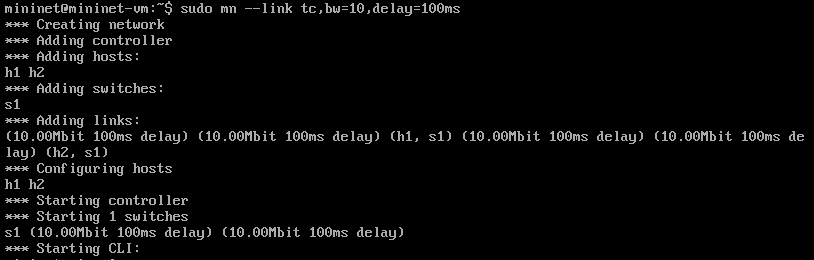 mininet@mininet-vm:~$ sudo mn --link tc,bw=10,delay=100ms
*** Creating network
*** Adding controller
*** Adding hosts:
h1 h2
*** Adding switches:
s1
*** Adding links:
(10.00Mbit 100ms delay) (10.00Mbit 100ms delay) (h1, s1) (10.00Mbit 100ms delay) (10.00Mbit 100ms de
lay) (h2, s1)
*** Configuring hosts
h1 h2
*** Starting controller
*** Starting 1 switches
s1 (10.00Mbit 100ms delay) (10.00Mbit 100ms delay)
*** Starting CLI: